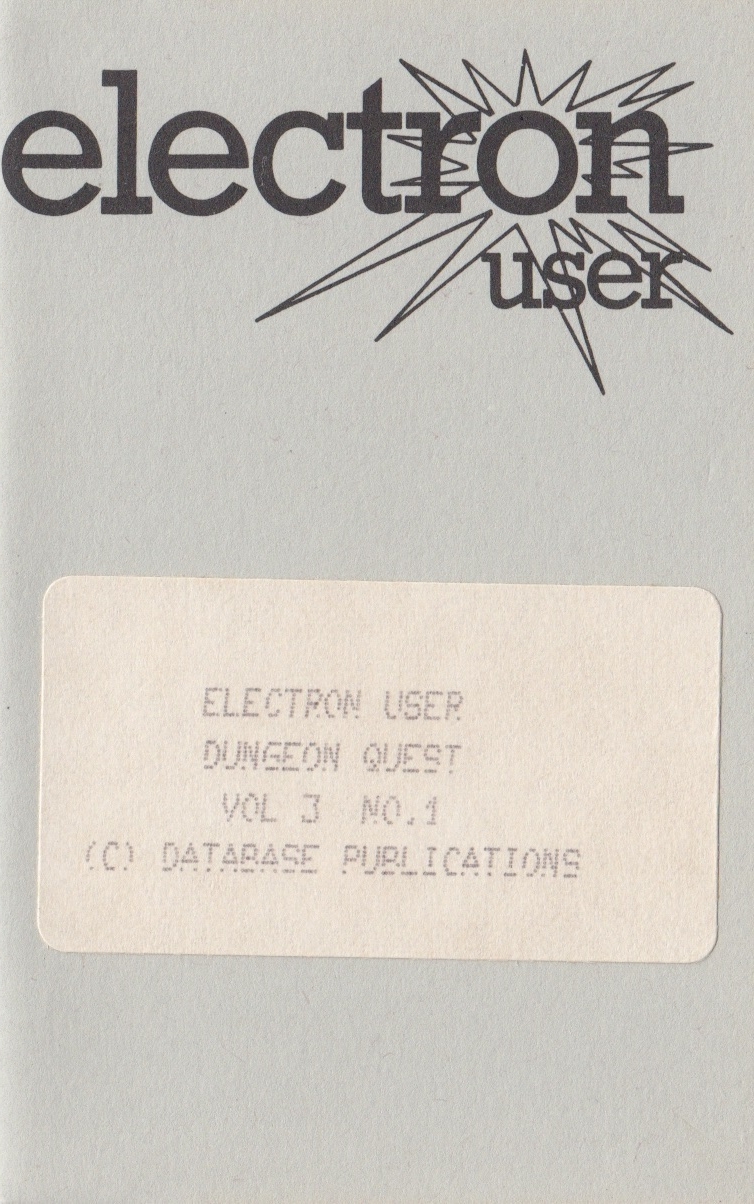 electron
user
ELECTRON USER
DUNGEON QUEST
VOL 3 NO.1
(C) DATABASE PUBLICATIONS